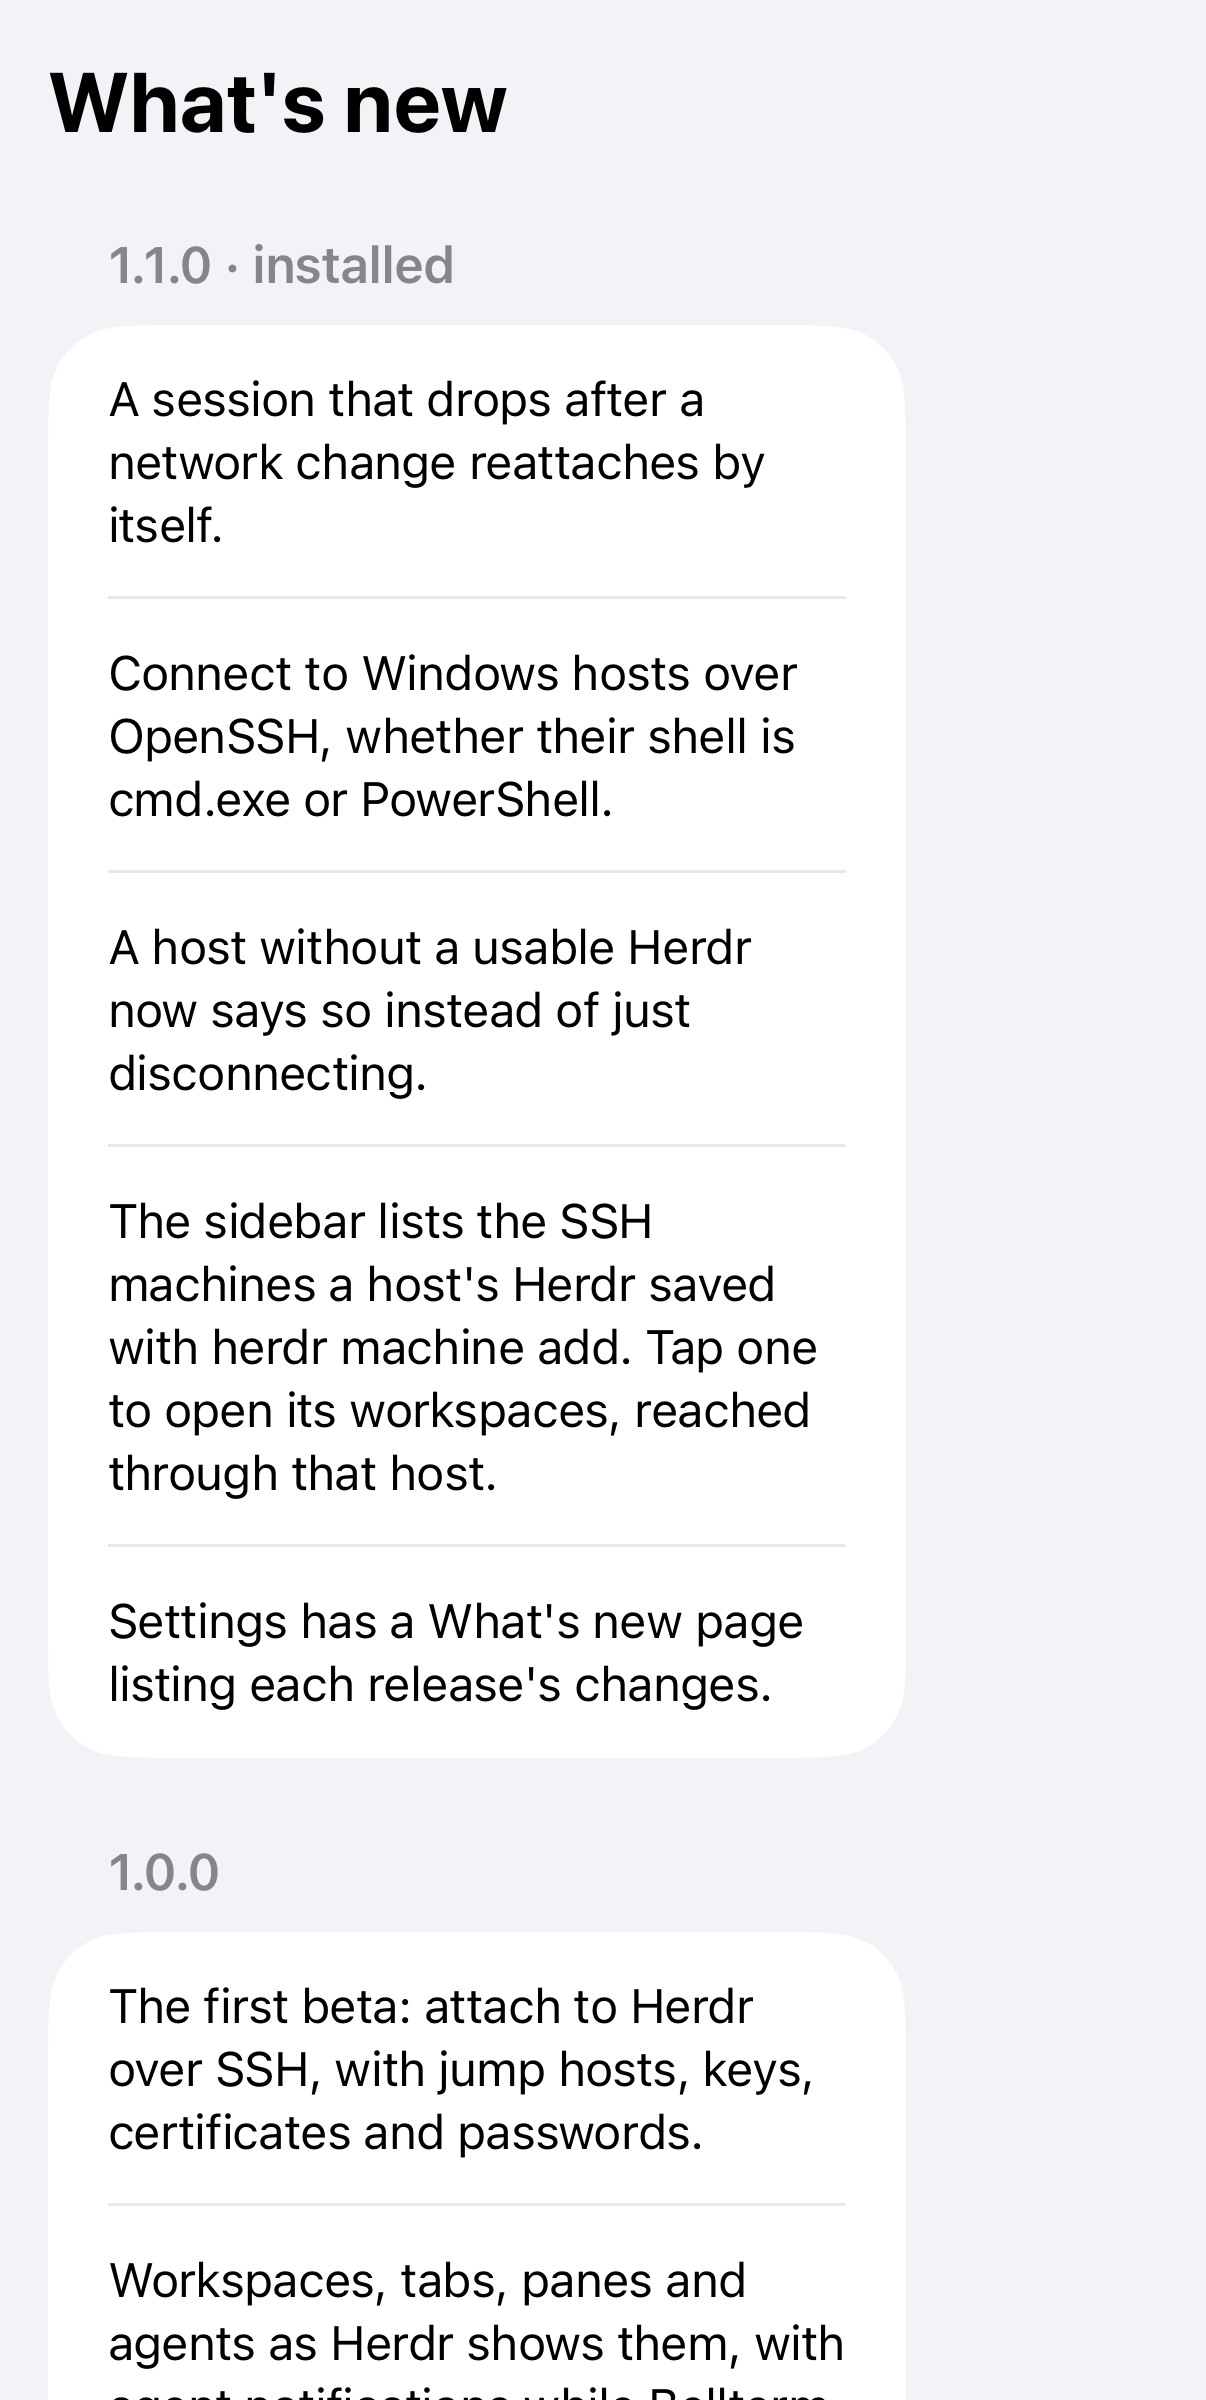 What's new
1.1.0 · installed
A session that drops after a
network change reattaches by
itself.
Connect to Windows hosts over
OpenSSH, whether their shell is
cmd.exe or PowerShell.
A host without a usable Herdr
now says so instead of just
disconnecting.
The sidebar lists the SSH
machines a host's Herdr saved
with herdr machine add. Tap one
to open its workspaces, reached
through that host.
Settings has a What's new page
listing each release's changes.
1.0.0
The first beta: attach to Herdr
over SSH, with jump hosts, keys,
certificates and passwords.
Workspaces, tabs, panes and
agents as Herdr shows them, with
agent notifications while